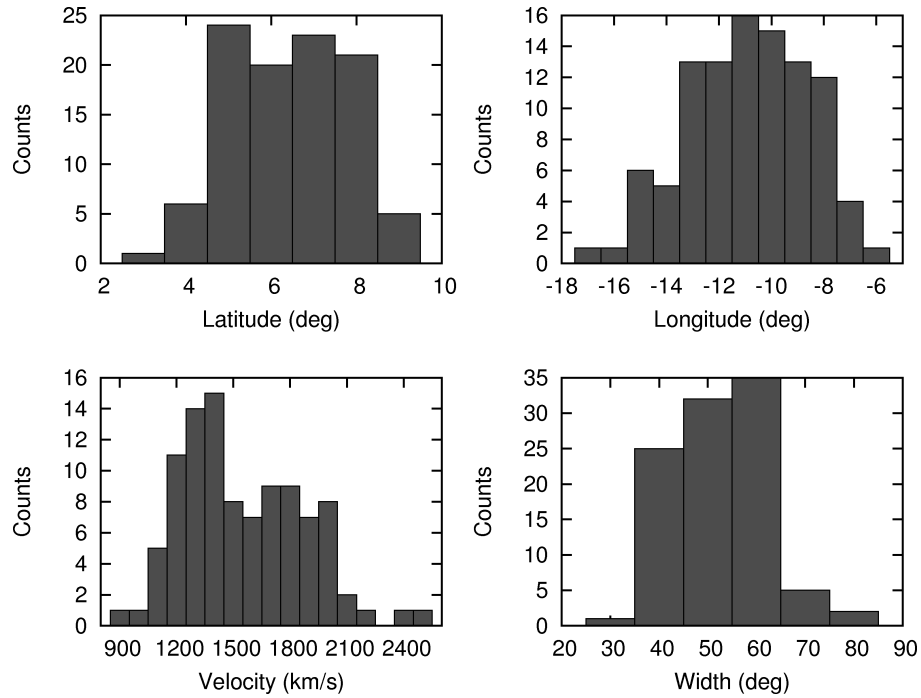 25
20
15
10
5
0
Counts
2 4 6 8 10
Latitude (deg)
16
14
12
10
8
6
4
2
0
Counts
-18 -16 -14 -12 -10 -8 -6
Longitude (deg)
16
14
12
10
8
6
4
2
0
Counts
900 1200 1500 1800 2100 2400
Velocity (km/s)
35
30
25
20
15
10
5
0
Counts
20 30 40 50 60 70 80 90
Width (deg)